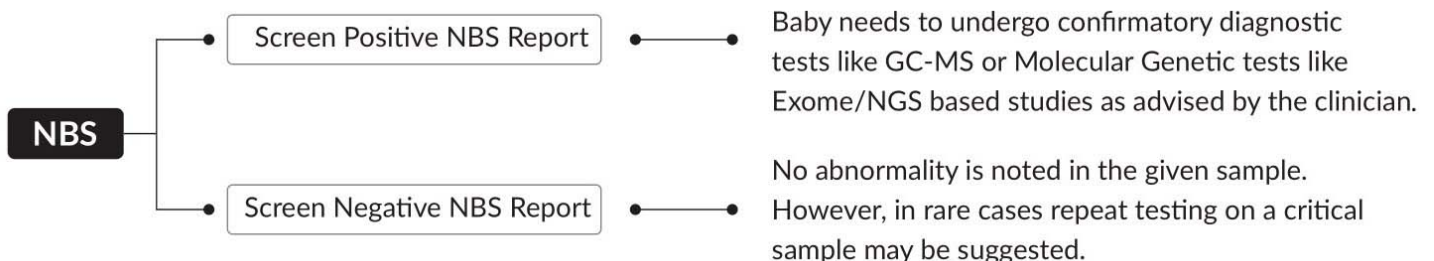 NBS
Screen Positive NBS Report
Baby needs to undergo confirmatory diagnostic
tests like GC-MS or Molecular Genetic tests like
Exome/NGS based studies as advised by the clinician.
Screen Negative NBS Report
No abnormality is noted in the given sample.
However, in rare cases repeat testing on a critical
sample may be suggested.